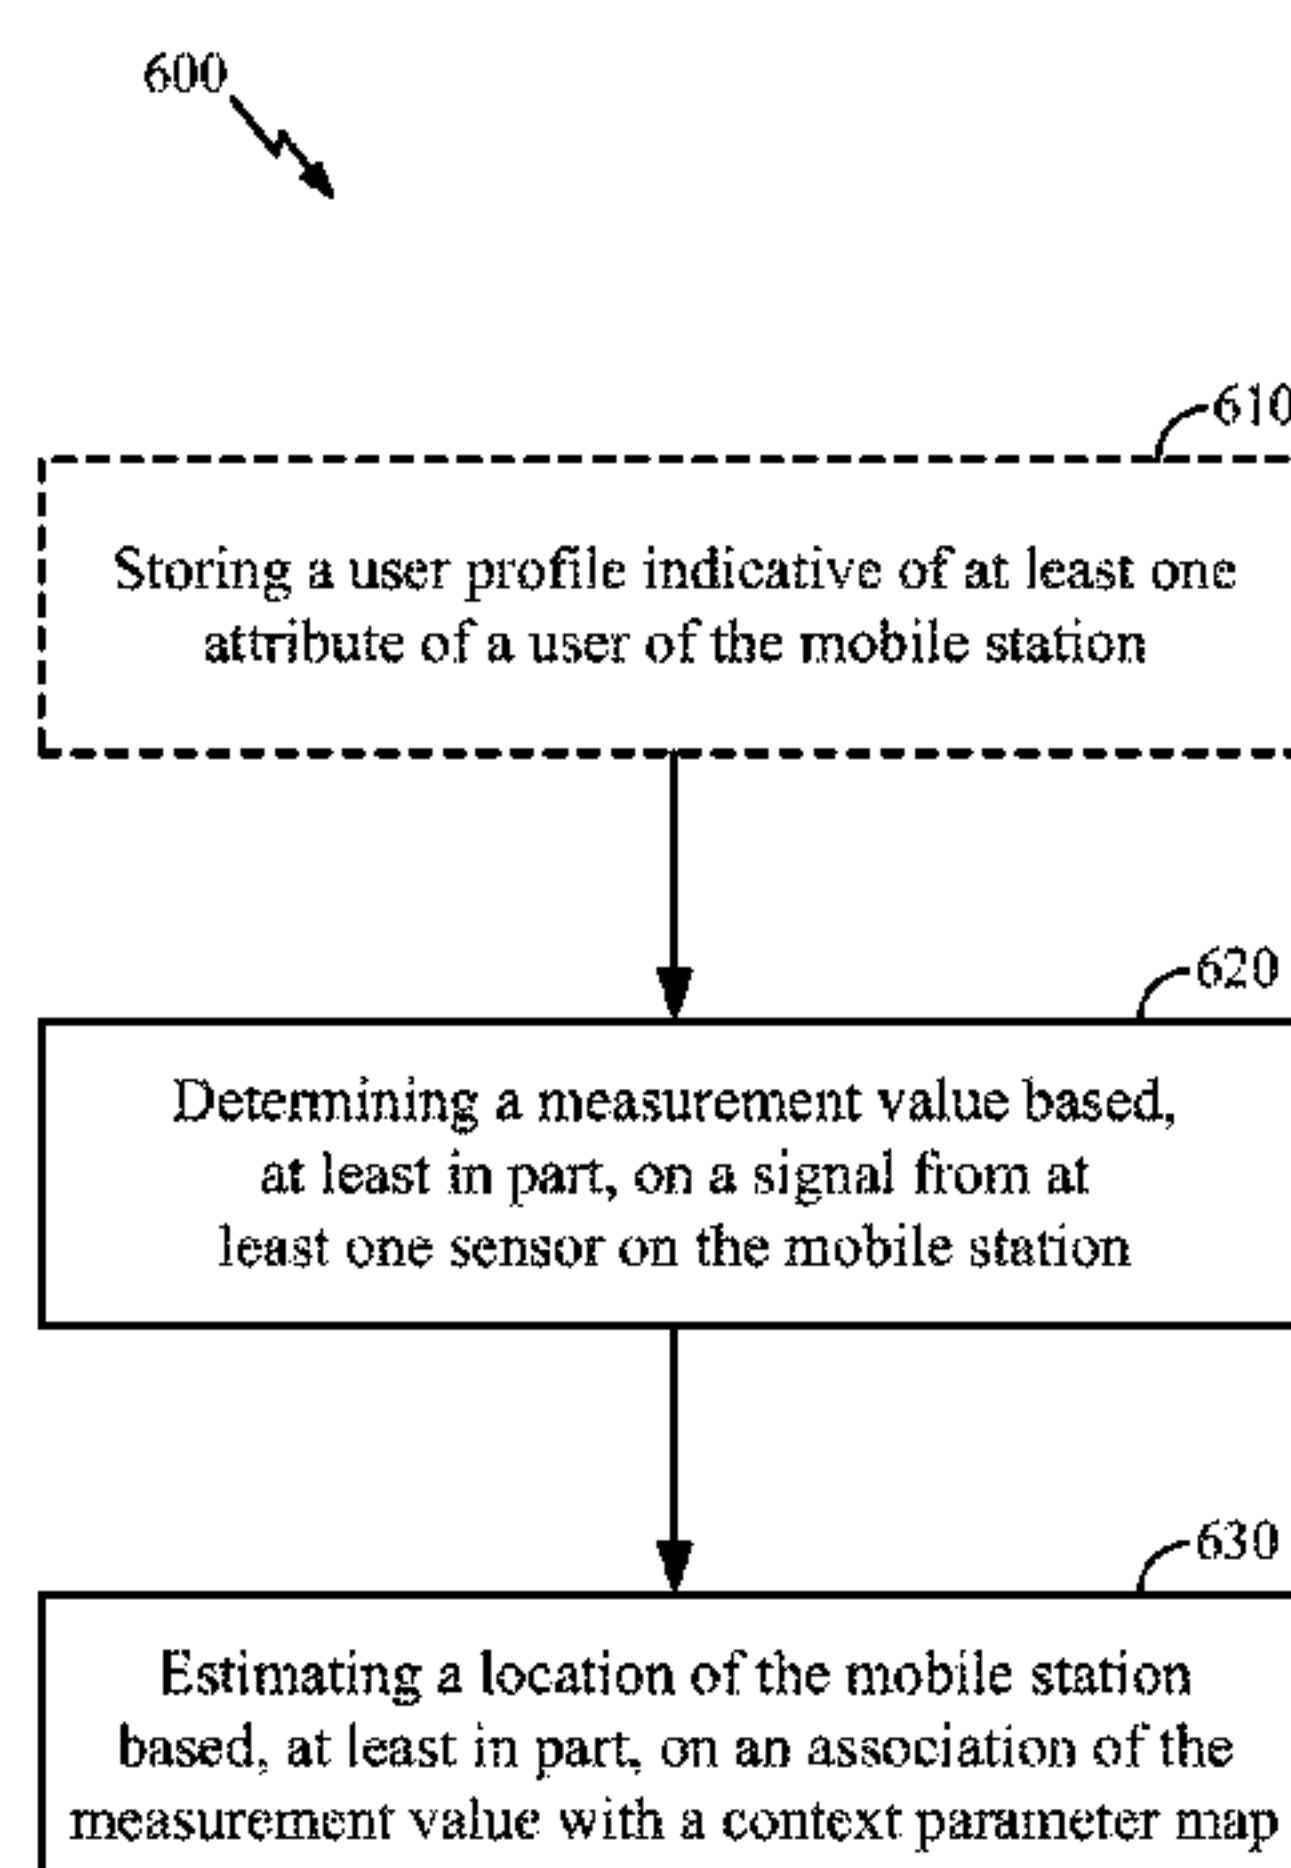 600
610
Storing a user profile indicative of at least one
attribute of a user of the mobile station
620
Determining a measurement value based,
at least in part, on a signal from at
least one sensor on the mobile station
630
Estimating a location of the mobile station
based, at least in part, on an association of the
measurement value with a context parameter map